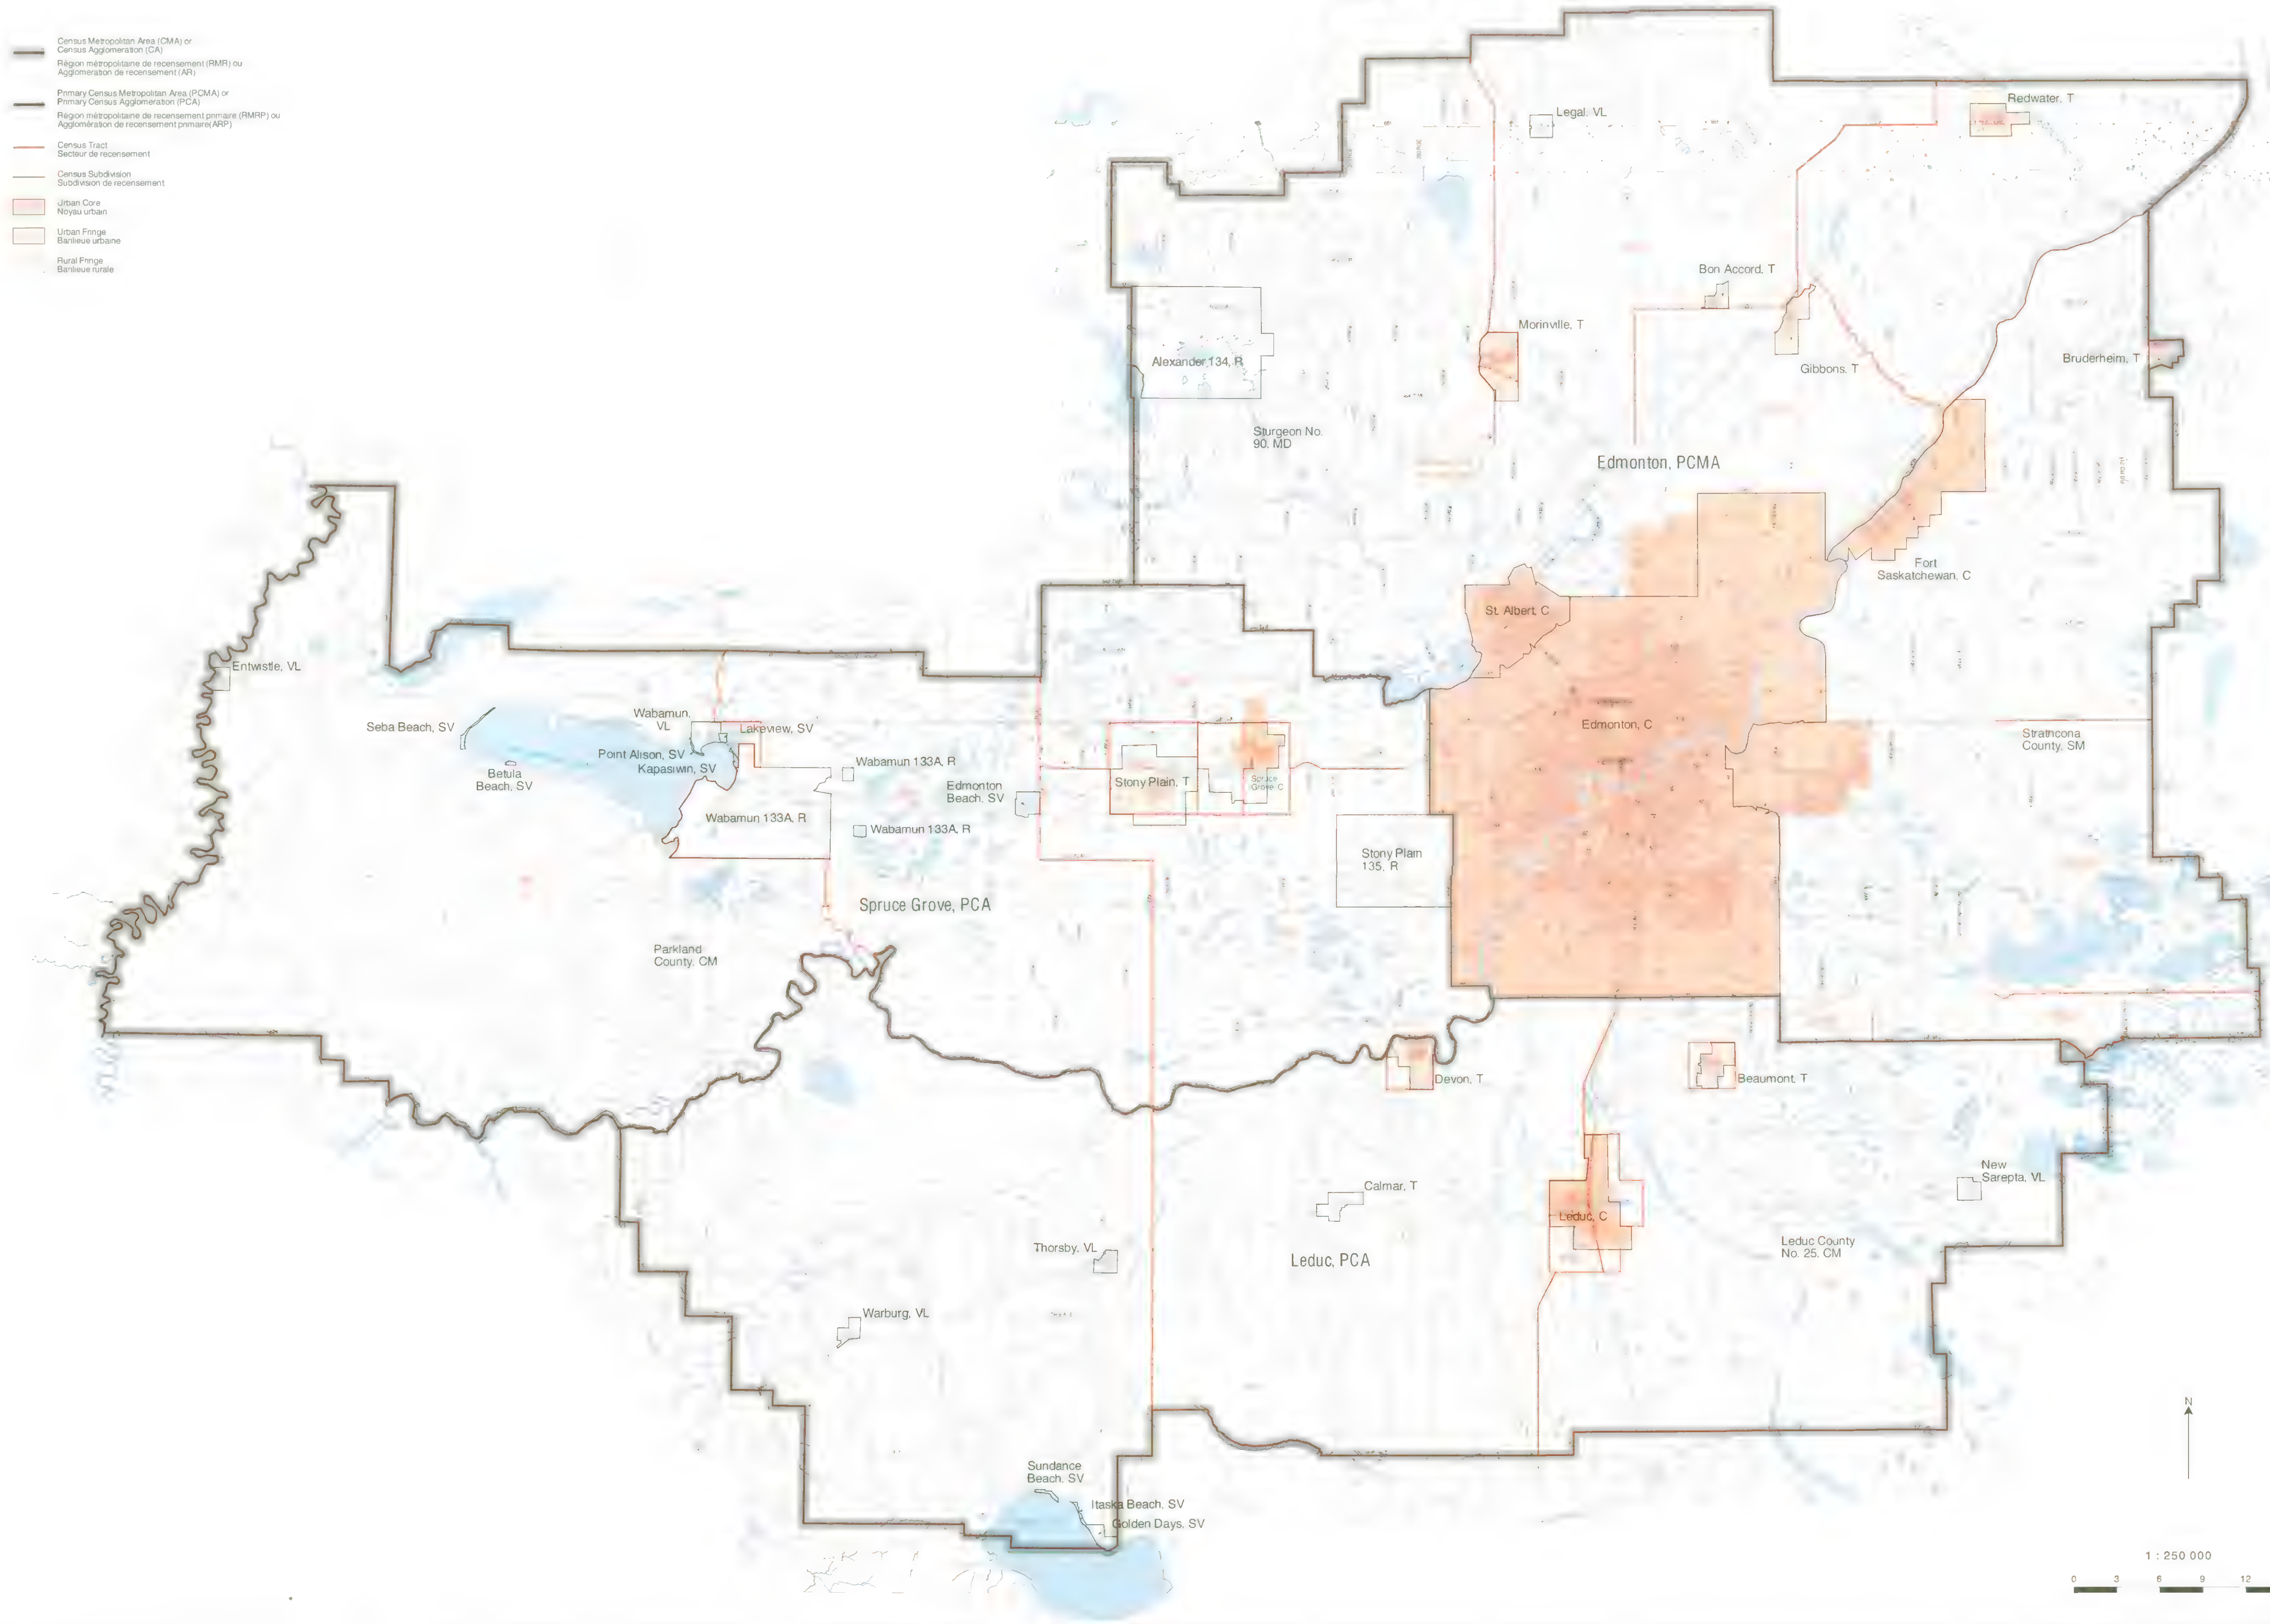 Census Metropolitan Area (CMA) or
Census Agglomeration (CA)
Région métropolitaine de recensement (RMR) ou
Agglomération de recensement (AR)
Primary Census Metropolitan Area (PCMA) or
Primary Census Agglomeration (PCA)
Région métropolitaine de recensement primaire (RMRP) ou
Agglomération de recensement primaire(ARP)
Census Tract
Secteur de recensement
Census Subdivision
Subdivision de recensement
Urban Core
Noyau urbain
Urban Fringe
Banlieue urbaine
Rural Fringe
Banlieue rurale
Legal, VL
Redwater, T
Bon Accord, T
Morinville, T
Gibbons, T
Bruderheim, T
Alexander 134, R
Sturgeon No.
90, MD
Edmonton, PCMA
Fort
Saskatchewan, C
St. Albert, C
Entwistle, VL
Seba Beach, SV
Wabamun,
VL
Lakeview, SV
Point Alison, SV
Kapasiwin, SV
Betula
Beach, SV
Wabamun 133A, R
Edmonton
Beach, SV
Stony Plain, T
Spruce
Grove C
Edmonton, C
Strathcona
County, SM
Wabamun 133A, R
Wabamun 133A, R
Stony Plain
135, R
Spruce Grove, PCA
Parkland
County, CM
Devon, T
Beaumont, T
New
Sarepta, VL
Calmar, T
Leduc, C
Thorsby, VL
Leduc, PCA
Leduc County
No. 25, CM
Warburg, VL
Sundance
Beach, SV
Itaska Beach, SV
Golden Days, SV
N
1 : 250 000
0 3 6 9 12